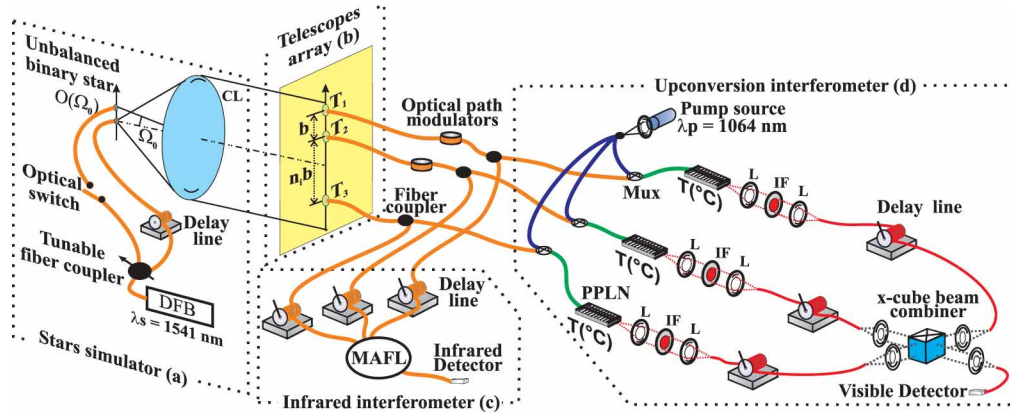 Unbalanced
binary star
O(Ω₀)
Ω₀
CL
Optical
switch
Delay
line
Tunable
fiber coupler
DFB
λs = 1541 nm
Stars simulator (a)
Telescopes
array (b)
T₁
b
T₂
n₁b
T₃
Optical path
modulators
Fiber
coupler
Delay
line
MAFL
Infrared
Detector
Infrared interferometer (c)
Upconversion interferometer (d)
Pump source
λp = 1064 nm
Mux
T(°C)
L
IF
L
Delay line
T(°C)
L
IF
L
PPLN
T(°C)
L
IF
L
x-cube beam
combiner
Visible Detector